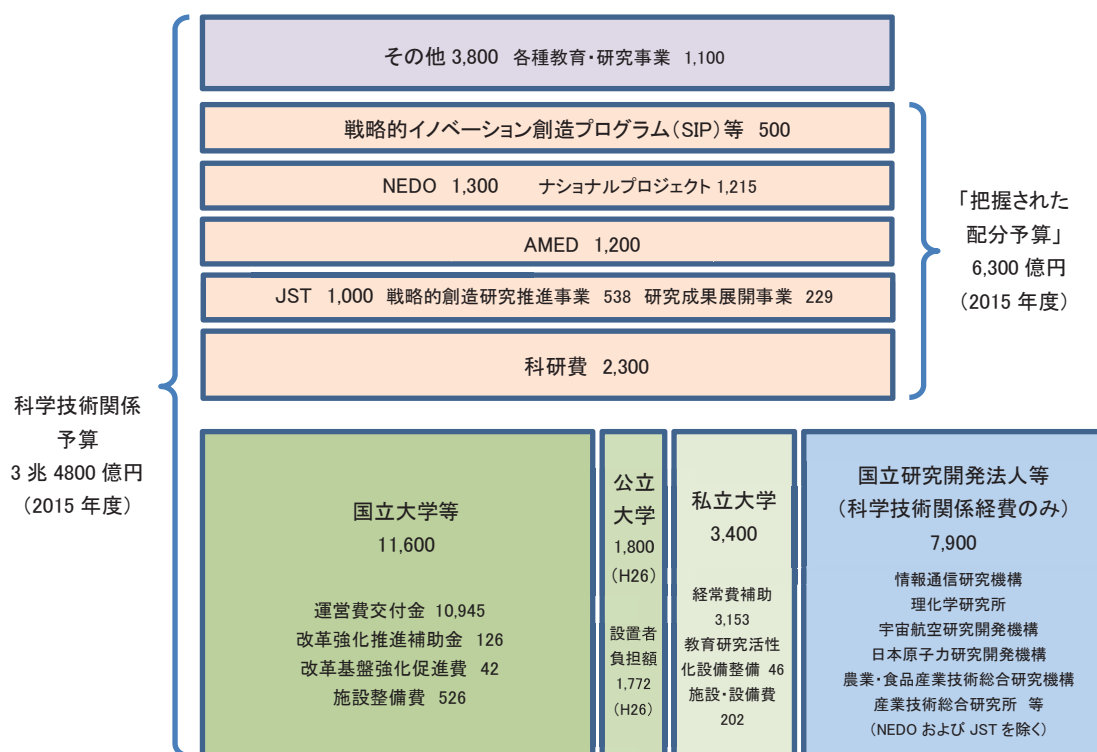 その他 3,800 各種教育・研究事業 1,100
戦略的イノベーション創造プログラム(SIP)等 500
NEDO 1,300 ナショナルプロジェクト 1,215
AMED 1,200
JST 1,000 戦略的創造研究推進事業 538 研究成果展開事業 229
科研費 2,300
「把握された
配分予算」
6,300 億円
(2015 年度)
科学技術関係
予算
3 兆 4800 億円
(2015 年度)
国立大学等
11,600
運営費交付金 10,945
改革強化推進補助金 126
改革基盤強化促進費 42
施設整備費 526
公立
大学
1,800
(H26)
設置者
負担額
1,772
(H26)
私立大学
3,400
経常費補助
3,153
教育研究活性
化設備整備 46
施設・設備費
202
国立研究開発法人等
(科学技術関係経費のみ)
7,900
情報通信研究機構
理化学研究所
宇宙航空研究開発機構
日本原子力研究開発機構
農業・食品産業技術総合研究機構
産業技術総合研究所 等
(NEDO および JST を除く)